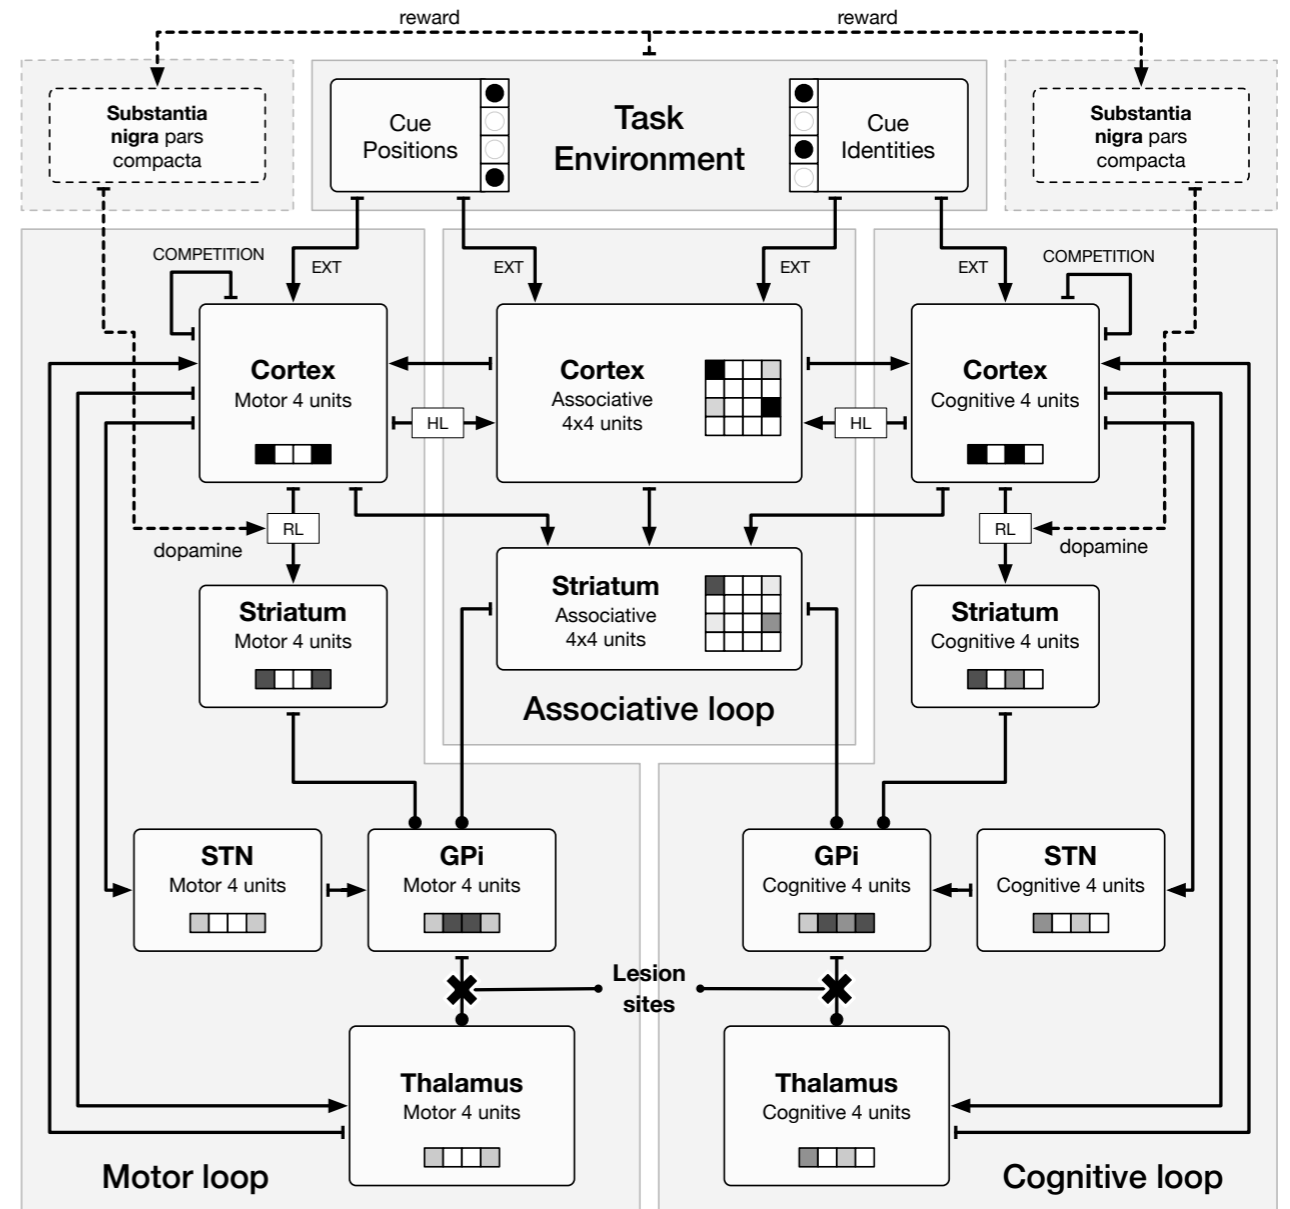 reward
reward
Substantia
nigra pars
compacta
Cue
Positions
Task
Environment
Cue
Identities
Substantia
nigra pars
compacta
COMPETITION
EXT
EXT
EXT
EXT
COMPETITION
Cortex
Motor 4 units
Cortex
Associative
4x4 units
Cortex
Cognitive 4 units
HL
HL
RL
dopamine
RL
dopamine
Striatum
Motor 4 units
Striatum
Associative
4x4 units
Striatum
Cognitive 4 units
Associative loop
STN
Motor 4 units
GPi
Motor 4 units
GPi
Cognitive 4 units
STN
Cognitive 4 units
Lesion
sites
Thalamus
Motor 4 units
Thalamus
Cognitive 4 units
Motor loop
Cognitive loop